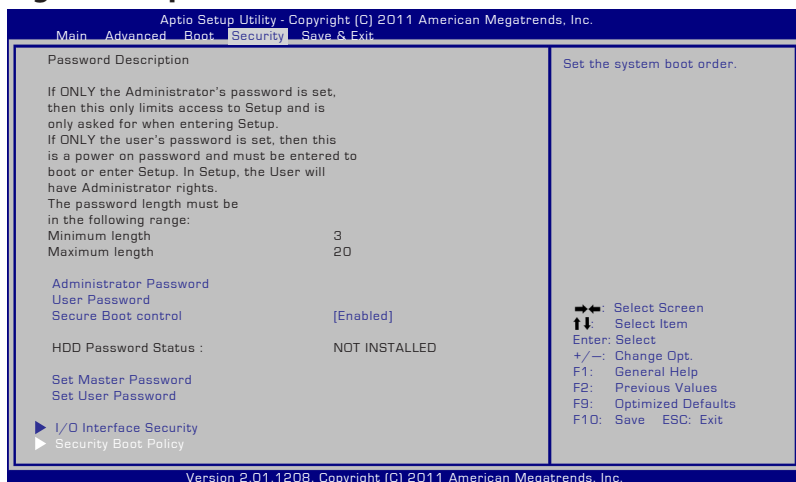 Aptio Setup Utility - Copyright (C) 2011 American Megatrends, Inc.
Main Advanced Boot Security Save & Exit
Password Description
If ONLY the Administrator's password is set,
then this only limits access to Setup and is
only asked for when entering Setup.
If ONLY the user's password is set, then this
is a power on password and must be entered to
boot or enter Setup. In Setup, the User will
have Administrator rights.
The password length must be
in the following range:
Minimum length 3
Maximum length 20
Administrator Password
User Password
Secure Boot control [Enabled]
HDD Password Status : NOT INSTALLED
Set Master Password
Set User Password
I/O Interface Security
Security Boot Policy
Set the system boot order.
→←: Select Screen
↑↓: Select Item
Enter: Select
+/—: Change Opt.
F1: General Help
F2: Previous Values
F9: Optimized Defaults
F10: Save ESC: Exit
Version 2.01.1208. Copyright (C) 2011 American Megatrends, Inc.